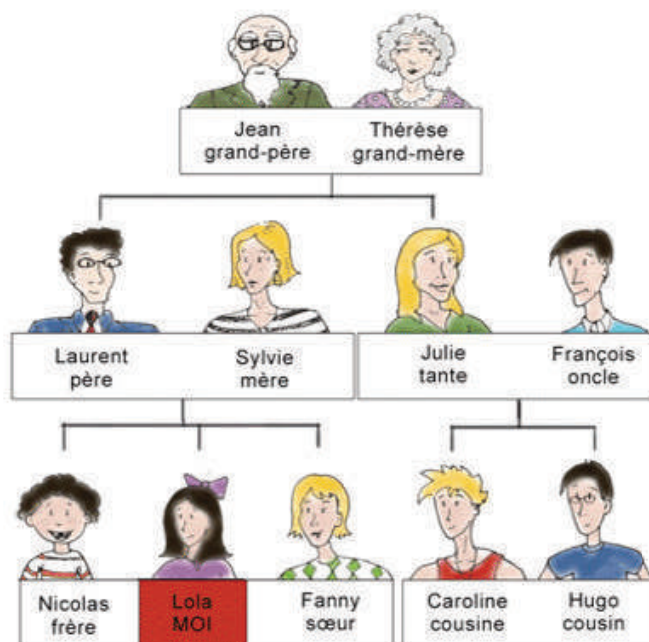 Jean
grand-père
Thérèse
grand-mère
Laurent
père
Sylvie
mère
Julie
tante
François
oncle
Nicolas
frère
Lola
MOI
Fanny
sœur
Caroline
cousine
Hugo
cousin